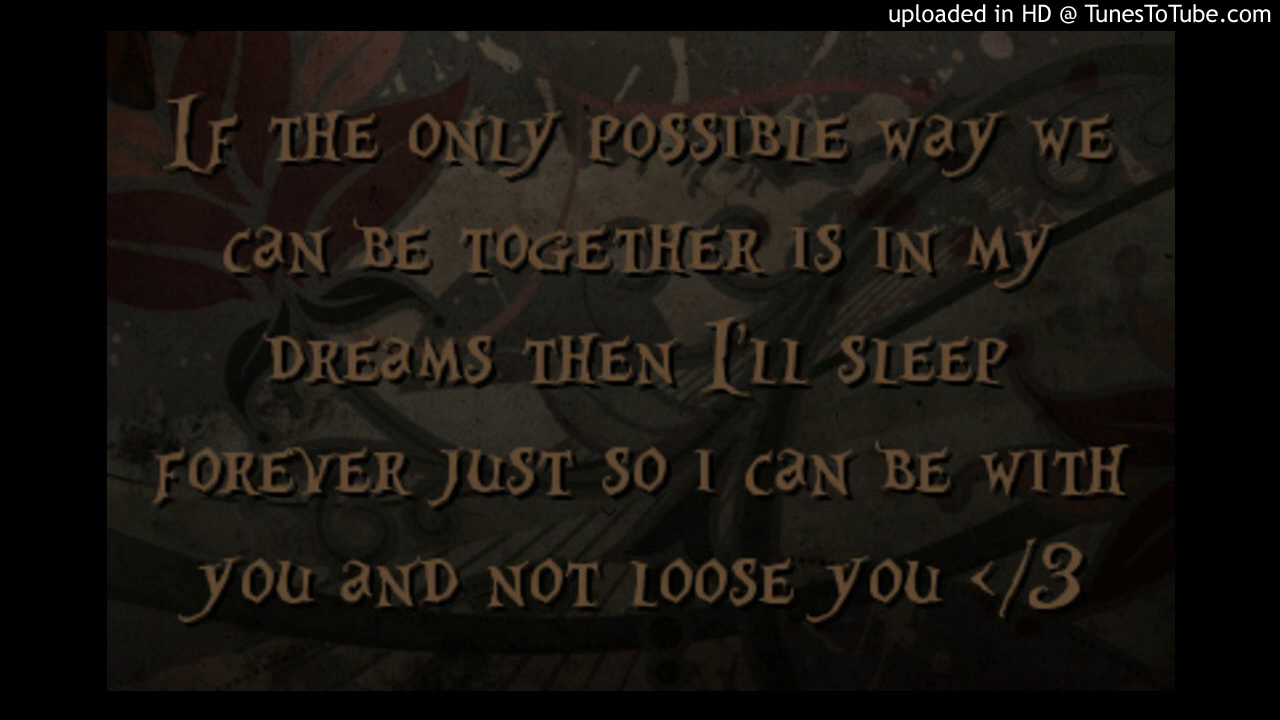 uploaded in HD @ TunesToTube.com
If the only possible way we
can be together is in my
dreams then I'll sleep
forever just so i can be with
you and not loose you </3